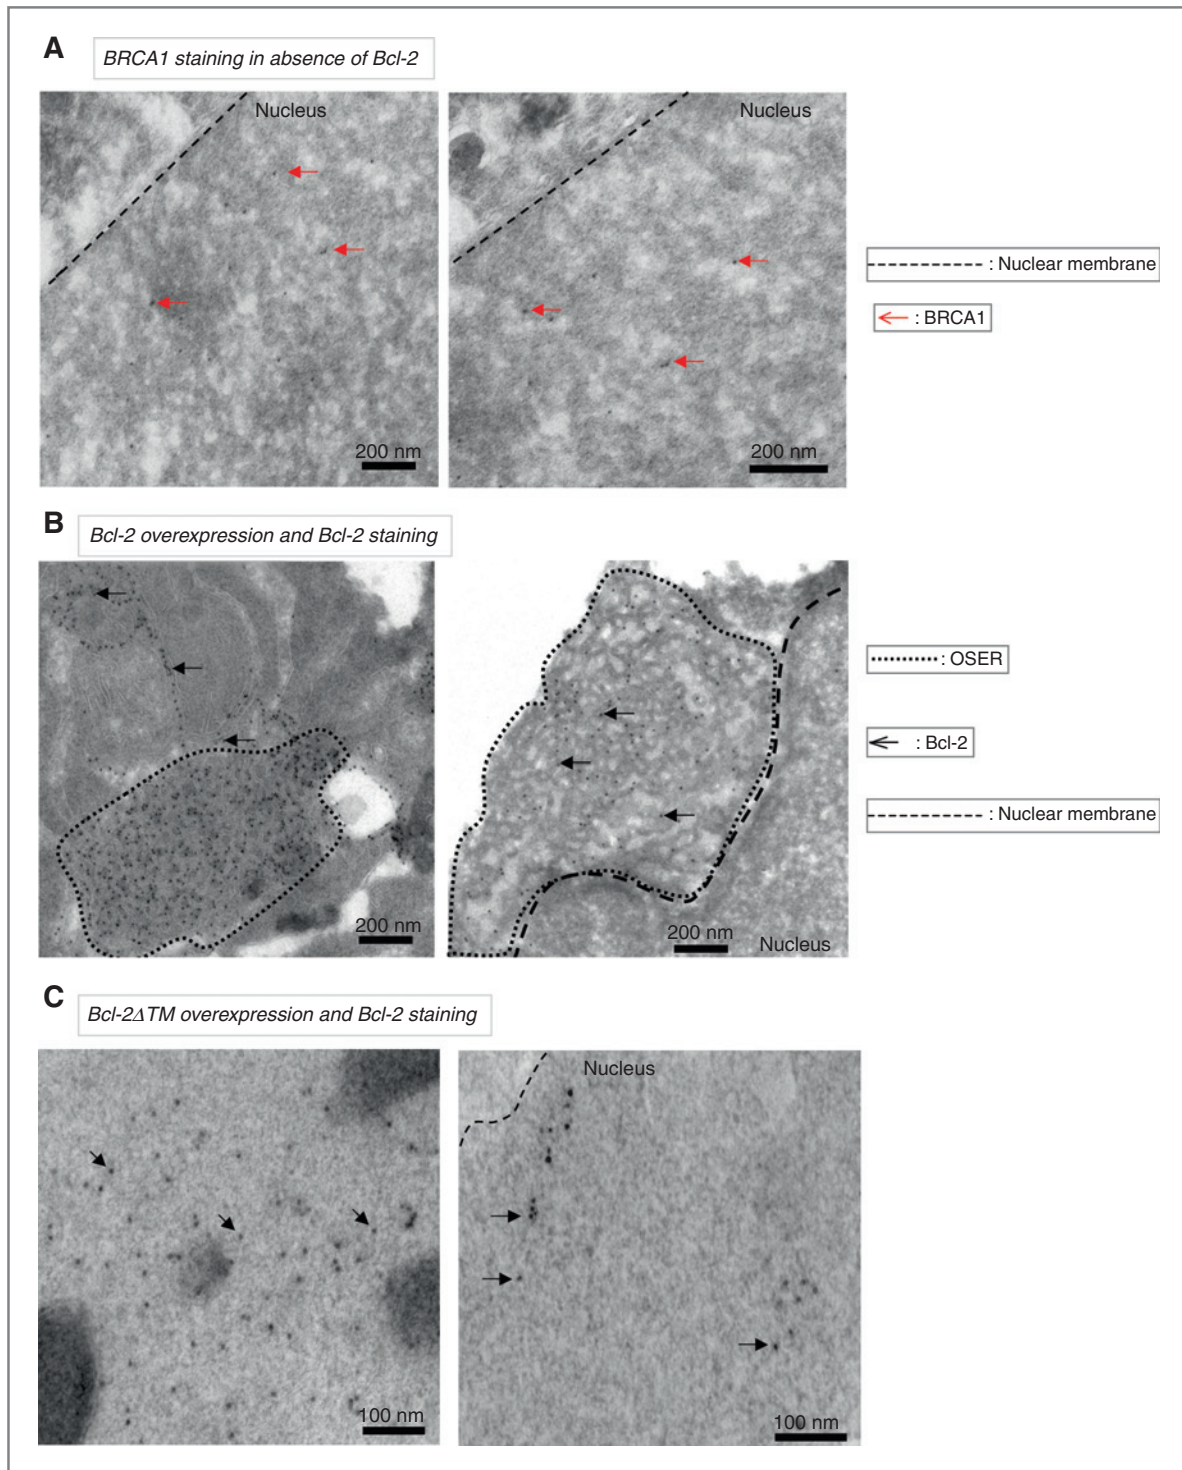 A
BRCA1 staining in absence of Bcl-2
Nucleus
Nucleus
200 nm
200 nm
: Nuclear membrane
: BRCA1
B
Bcl-2 overexpression and Bcl-2 staining
200 nm
200 nm
Nucleus
: OSER
: Bcl-2
: Nuclear membrane
C
Bcl-2ΔTM overexpression and Bcl-2 staining
Nucleus
100 nm
100 nm